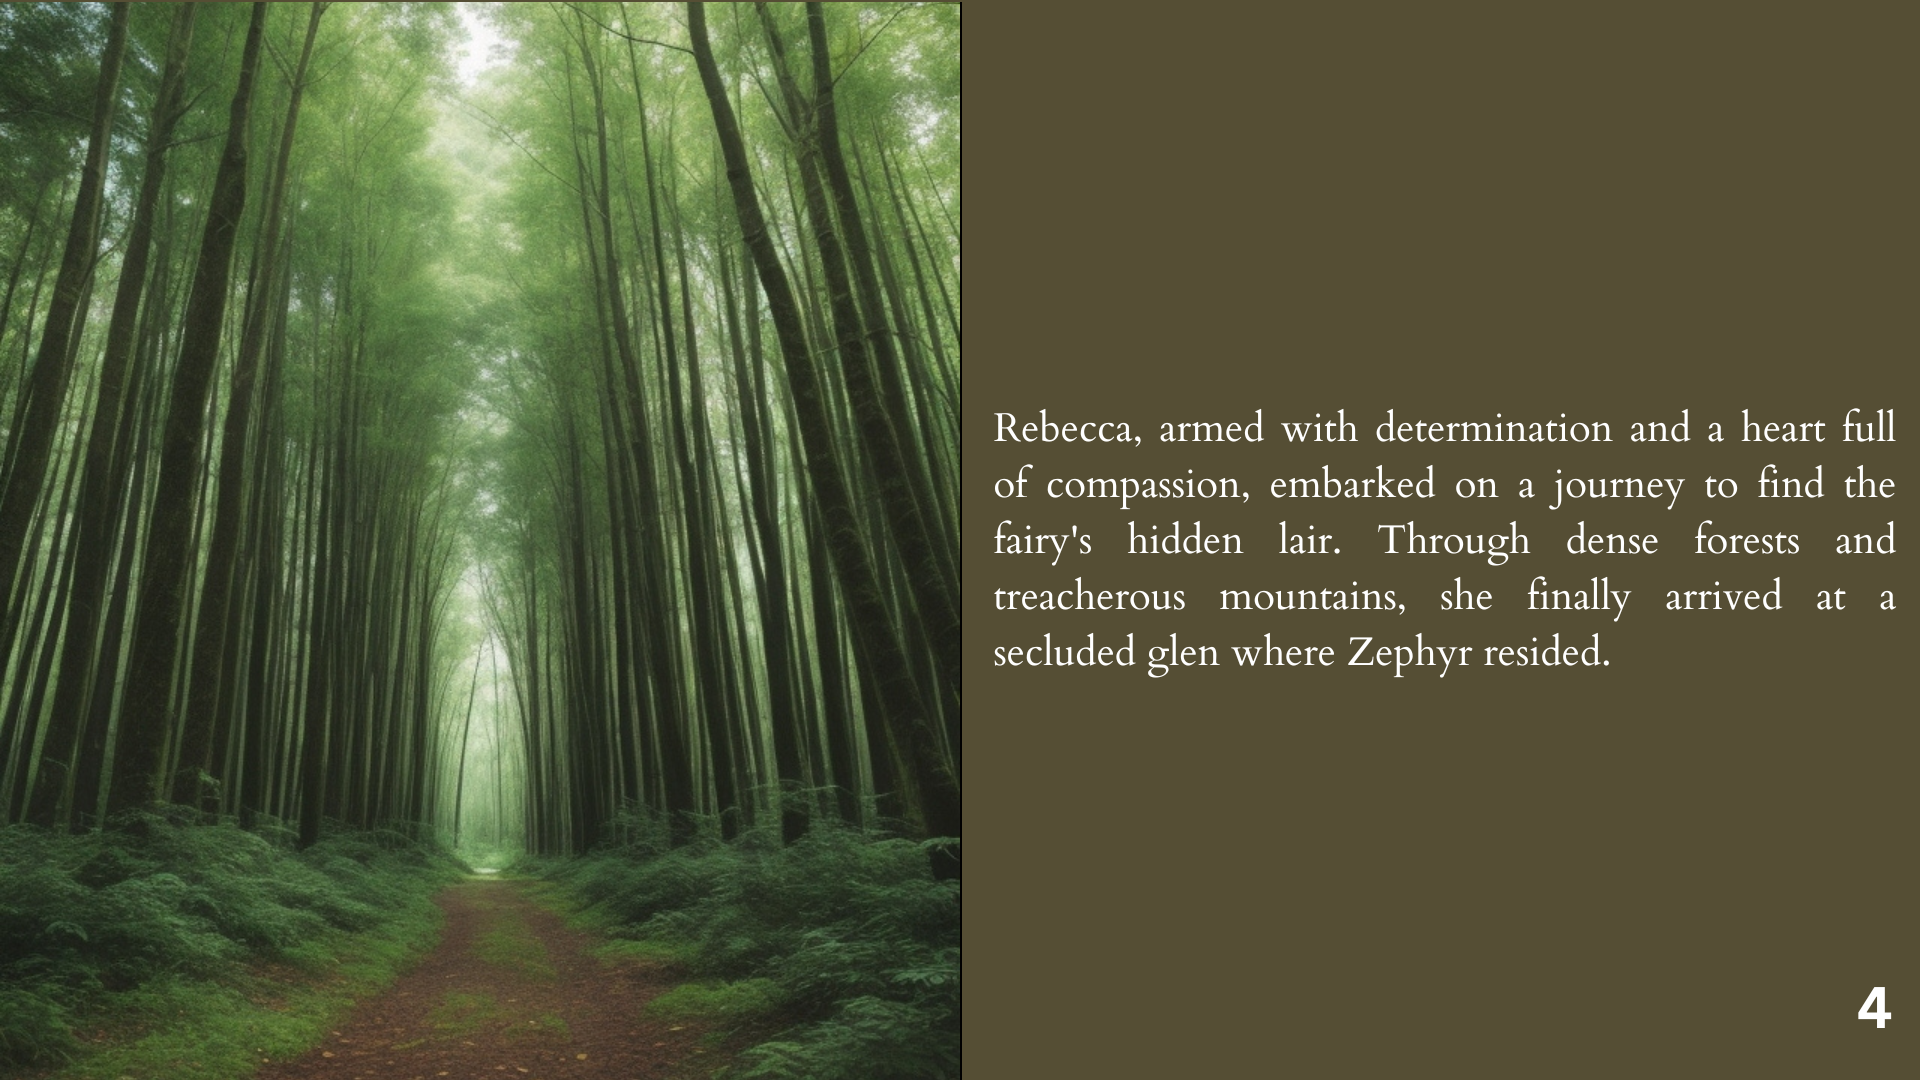 Rebecca, armed with determination and a heart full
of compassion, embarked on a journey to find the
fairy's hidden lair. Through dense forests and
treacherous mountains, she finally arrived at a
secluded glen where Zephyr resided.
4